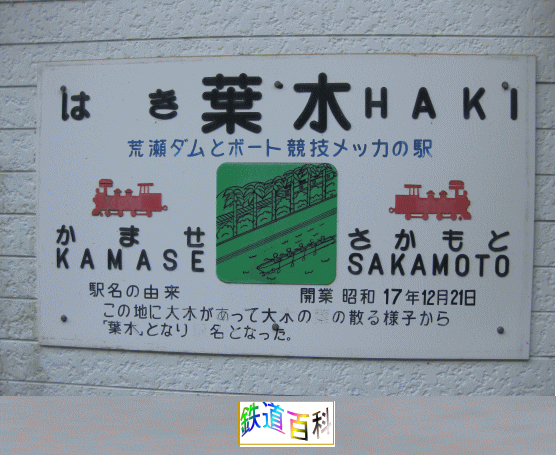 はき 葉木 HAKI
荒瀬ダムとボート競技メッカの駅
かませ さかもと
KAMASE SAKAMOTO
駅名の由来 開業 昭和17年12月21日
この地に大木があって大木の の散る様子から
「葉木」となり 名となった。
鉄道百科